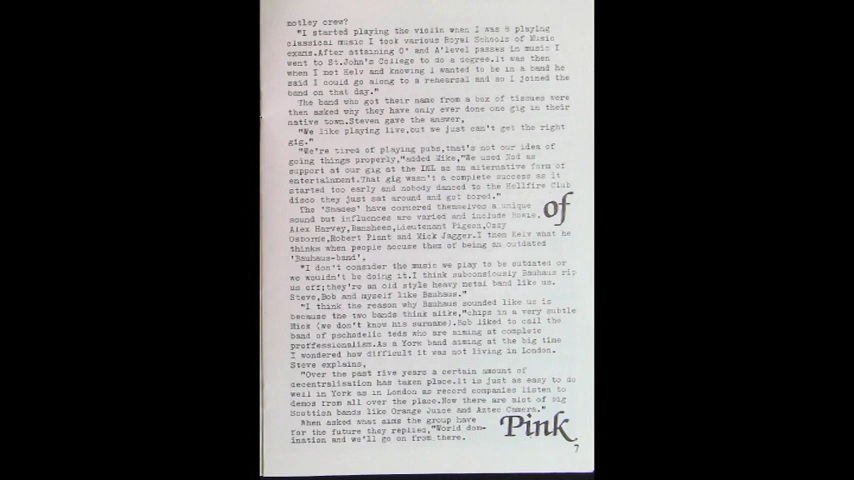 motley crew?
"I started playing the violin when I was 8 playing
classical music I took various Royal Schools of Music
exams.After attaining O' and A'level passes in music I
went to St.John's College to do a degree.It was then
when I met Kelv and knowing I wanted to be in a band he
said I could go along to a rehersal and so I joined the
band on that day."
The band who got their name from a box of tissues were
then asked why they have only ever done one gig in their
native town.Steven gave the answer,
"We like playing live,but we just can't get the right
gig."
"We're tired of playing pubs,that's not our idea of
going things properly,"added Mike,"We used Hod as
support at our gig at the as an alternative form of
entertainment.That gig wasn't a complete success as it
started too early and nobody danced to the Hellfire Club
disco they just sat around and got bored."
The 'Shades' have cornered themselves a unique
sound but influences are varied and include Bowie,
Alex Harvey,Banshees,Lieutenant Pigeon,Ozzy
Osborne,Robert Plant and Mick Jagger.I then Kelv what he
thinks when people accuse them of being an outdated
'Bauhaus-band'.
"I don't consider the music we play to be outdated or
we wouldn't be doing it.I think subconsiously Bauhaus rip
us off;they're an old style heavy metal band like us.
Steve,Bob and myself like Bauhaus."
"I think the reason why Bauhaus sounded like us is
because the two bands think alike,"chips in a very subtle
Mick (we don't know his surname).Bob liked to call the
band of pschedelic teds who are aiming at complete
proffessionalism.As a York band aiming at the big time
I wondered how difficult it was not living in London.
Steve explains,
"Over the past five years a certain amount of
decentralisation has taken place.It is just as easy to do
well in York as in London as record companies listen to
demos from all over the place.Now there are alot of big
Scottish bands like Orange Juice and Aztec Camera."
When asked what aims the group have
for the future they replied,"World dom-
ination and we'll go on from there.
of
Pink
7